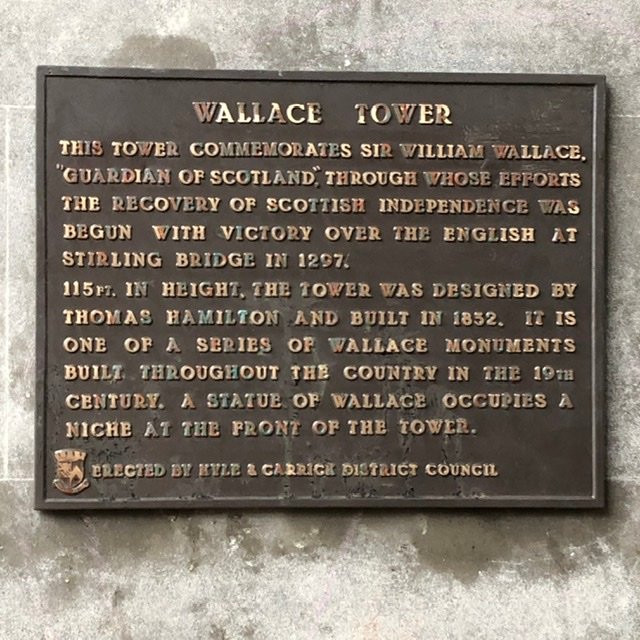 WALLACE TOWER
THIS TOWER COMMEMORATES SIR WILLIAM WALLACE,
"GUARDIAN OF SCOTLAND," THROUGH WHOSE EFFORTS
THE RECOVERY OF SCOTTISH INDEPENDENCE WAS
BEGUN WITH VICTORY OVER THE ENGLISH AT
STIRLING BRIDGE IN 1297.
115FT. IN HEIGHT, THE TOWER WAS DESIGNED BY
THOMAS HAMILTON AND BUILT IN 1832. IT IS
ONE OF A SERIES OF WALLACE MONUMENTS
BUILT THROUGHOUT THE COUNTRY IN THE 19TH
CENTURY. A STATUE OF WALLACE OCCUPIES A
NICHE AT THE FRONT OF THE TOWER.
ERECTED BY KYLE & CARRICK DISTRICT COUNCIL